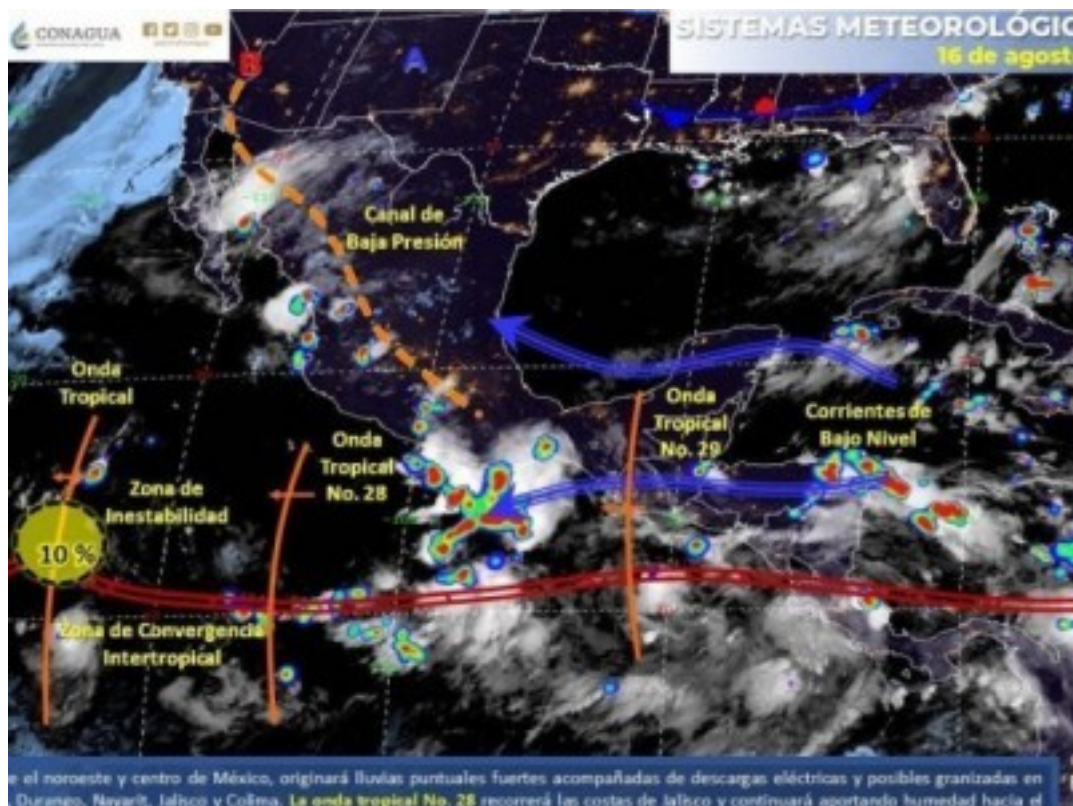 CONAGUA
SISTEMAS METEOROLÓGIC
16 de agost
B
A
Canal de
Baja Presión
Onda
Tropical
Onda
Tropical
No. 28
Onda
Tropical
No. 29
Corrientes de
Bajo Nivel
Zona de
Inestabilidad
10 %
Zona de Convergencia
Intertropical
e el noroeste y centro de México, originará lluvias puntuales fuertes acompañadas de descargas eléctricas y posibles granizadas en
Durango, Nayarit, Jalisco y Colima. La onda tropical No. 28 recorrerá las costas de Jalisco y continuará aportando humedad hacia el